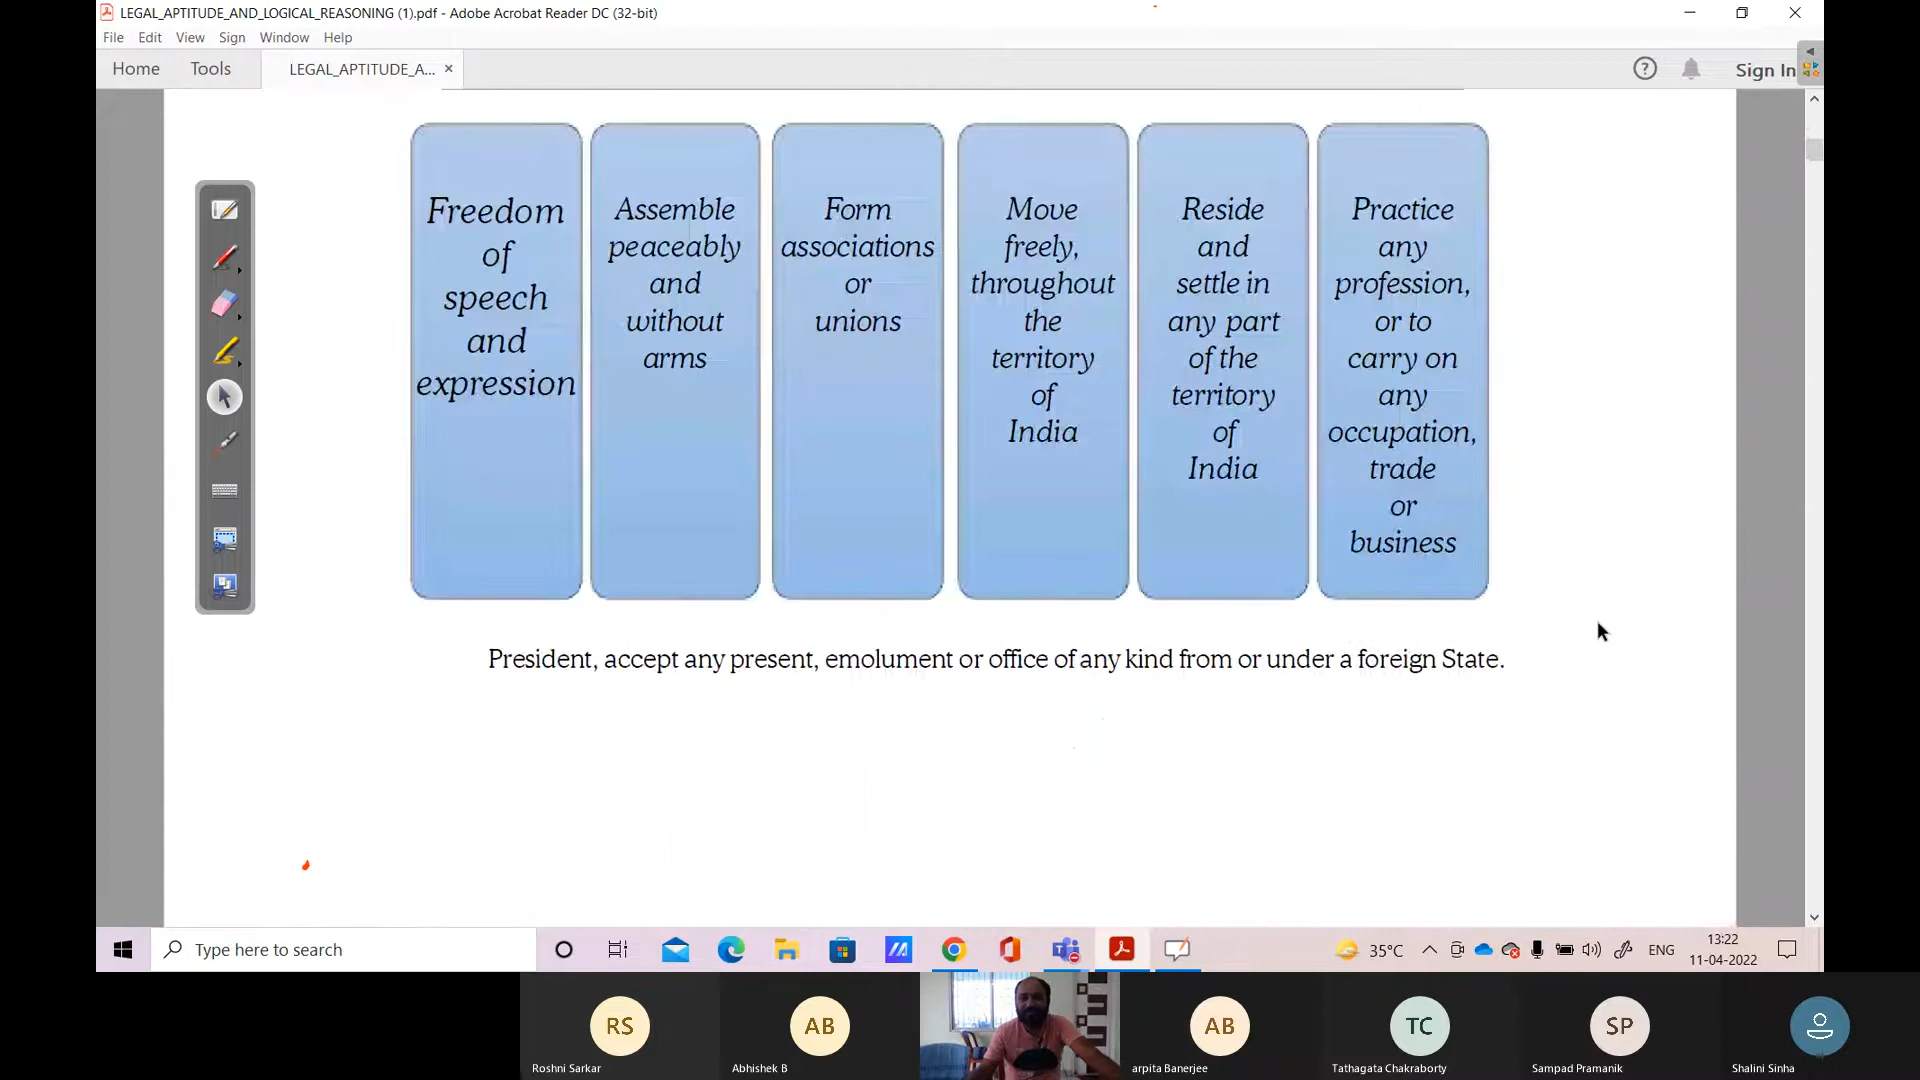 LEGAL_APTITUDE_AND_LOGICAL_REASONING (1).pdf - Adobe Acrobat Reader DC (32-bit)
File Edit View Sign Window Help
Home Tools LEGAL_APTITUDE_A... ×
Sign In
Freedom
of
speech
and
expression
Assemble
peaceably
and
without
arms
Form
associations
or
unions
Move
freely,
throughout
the
territory
of
India
Reside
and
settle in
any part
of the
territory
of
India
Practice
any
profession,
or to
carry on
any
occupation,
trade
or
business
President, accept any present, emolument or office of any kind from or under a foreign State.
Type here to search
35°C
ENG
13:22
11-04-2022
RS
Roshni Sarkar
AB
Abhishek B
AB
arpita Banerjee
TC
Tathagata Chakraborty
SP
Sampad Pramanik
Shalini Sinha